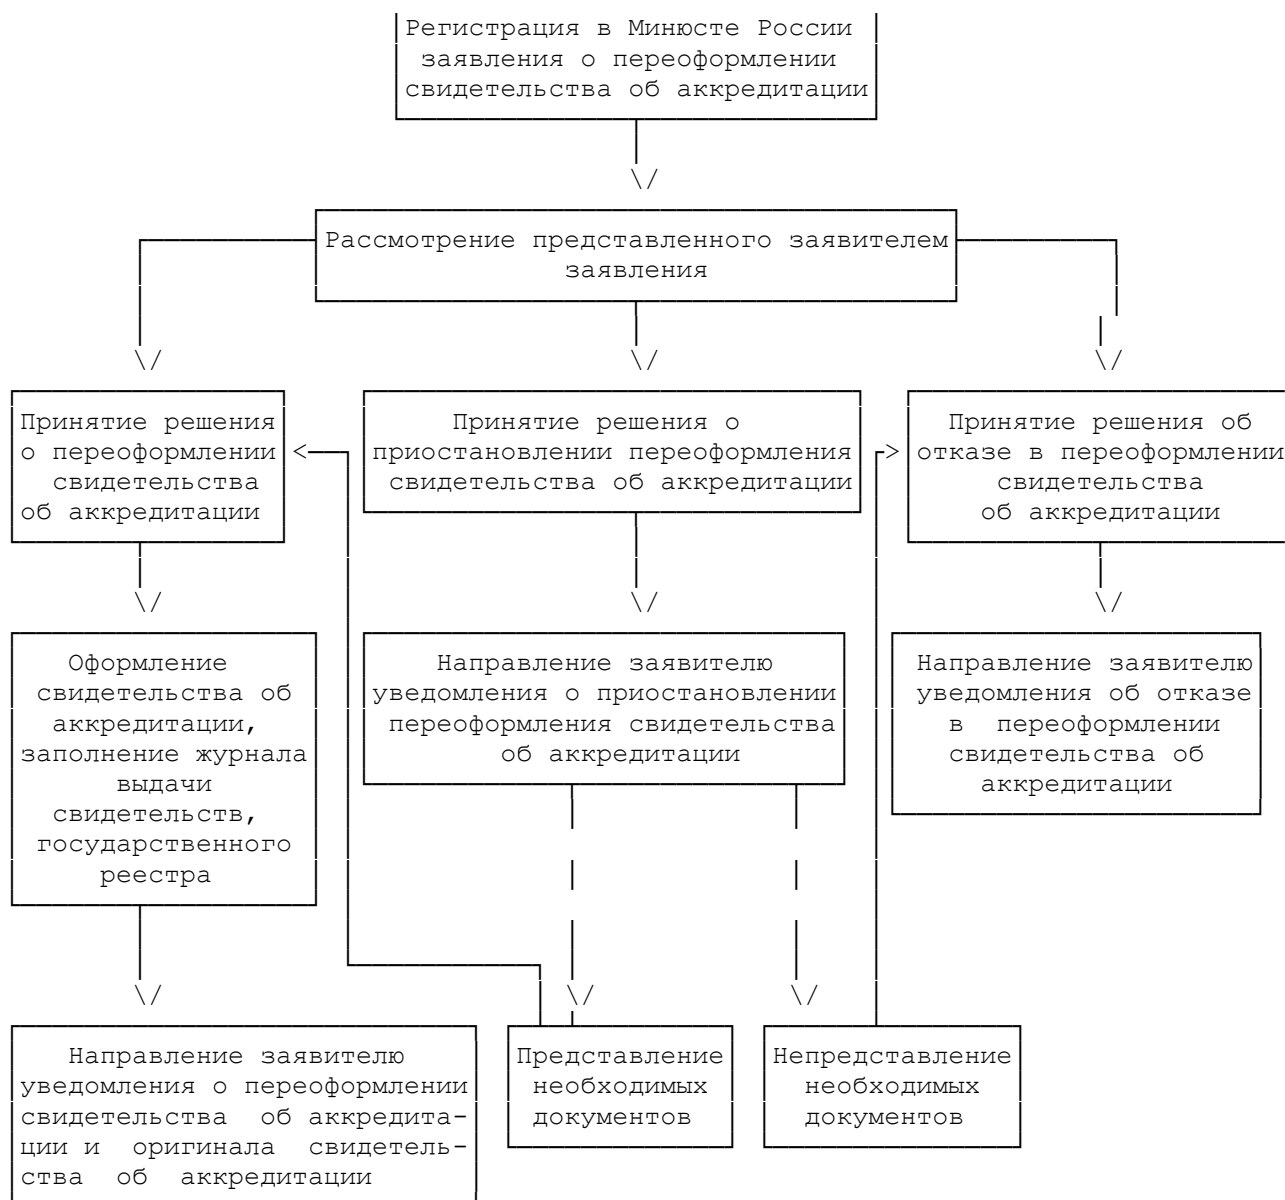 Регистрация в Минюсте России
заявления о переоформлении
свидетельства об аккредитации
Рассмотрение представленного заявителем
заявления
Принятие решения
о переоформлении
свидетельства
об аккредитации
Принятие решения о
приостановлении переоформления
свидетельства об аккредитации
Принятие решения об
отказе в переоформлении
свидетельства
об аккредитации
Оформление
свидетельства об
аккредитации,
заполнение журнала
выдачи
свидетельств,
государственного
реестра
Направление заявителю
уведомления о приостановлении
переоформления свидетельства
об аккредитации
Направление заявителю
уведомления об отказе
в переоформлении
свидетельства об
аккредитации
Направление заявителю
уведомления о переоформлении
свидетельства об аккредита-
ции и оригинала свидетель-
ства об аккредитации
Представление
необходимых
документов
Непредставление
необходимых
документов